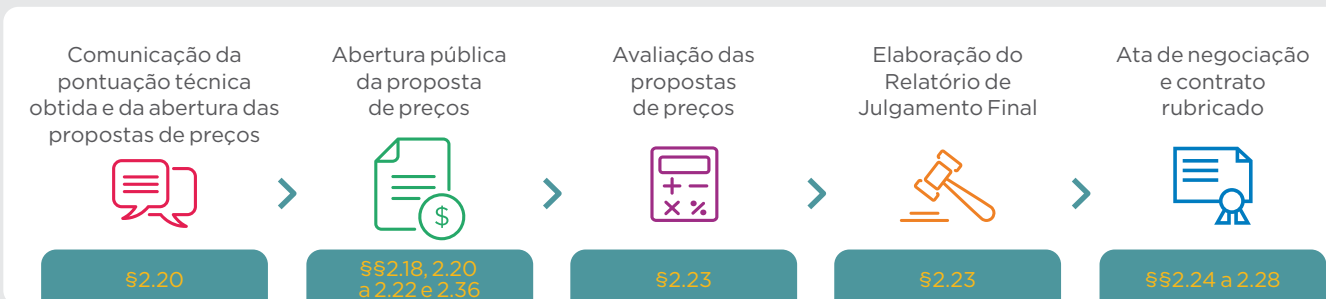 Comunicação da
pontuação técnica
obtida e da abertura das
propostas de preços
Abertura pública
da proposta
de preços
Avaliação das
propostas
de preços
Elaboração do
Relatório de
Julgamento Final
Ata de negociação
e contrato
rubricado
$
§2.20
§§2.18, 2.20
a 2.22 e 2.36
§2.23
§2.23
§§2.24 a 2.28